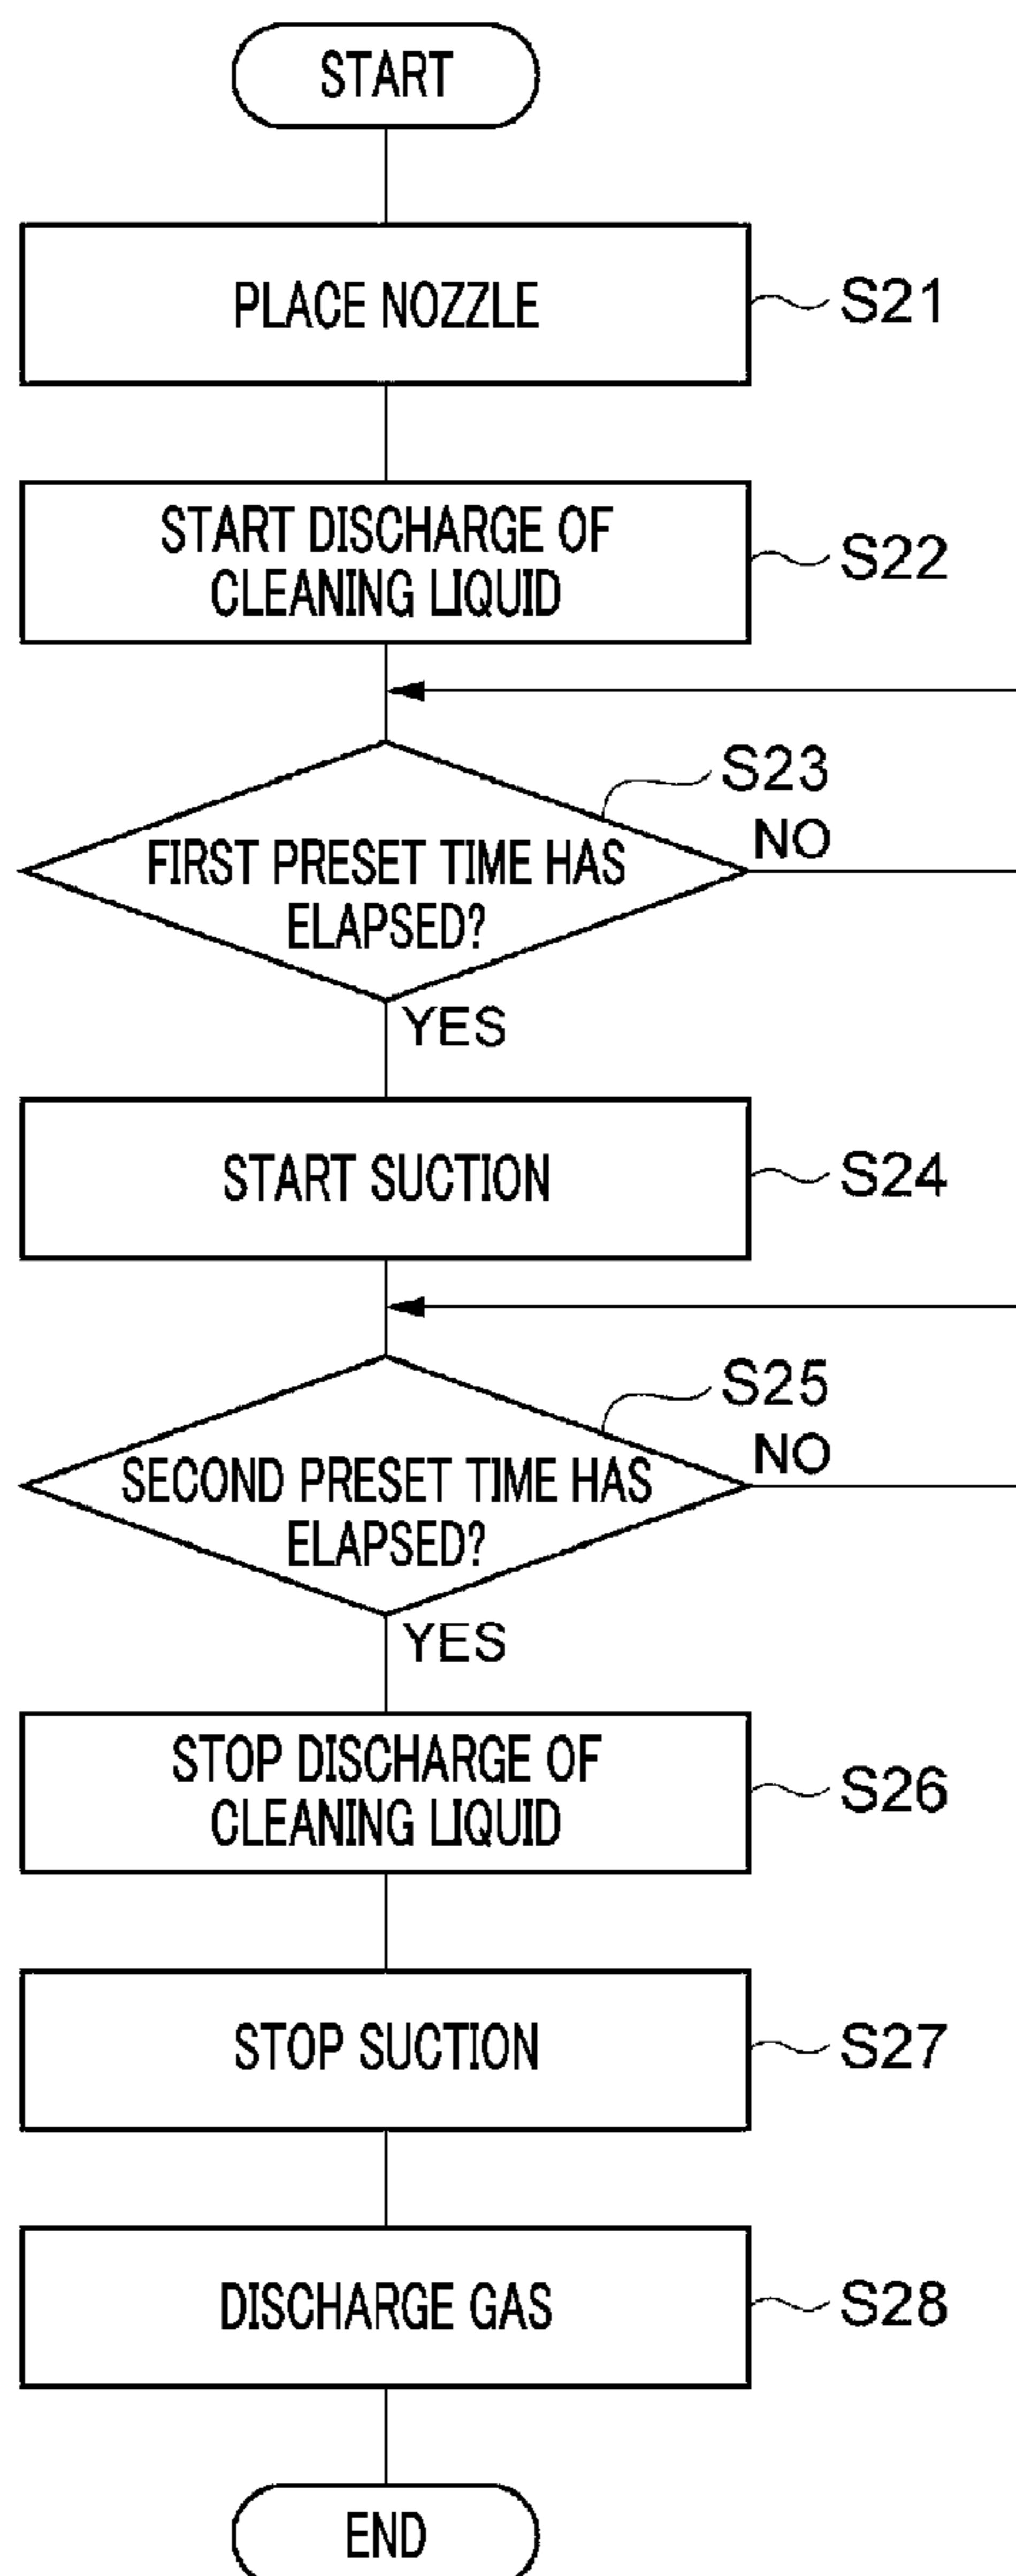 START
PLACE NOZZLE
S21
START DISCHARGE OF
CLEANING LIQUID
S22
S23
NO
FIRST PRESET TIME HAS
ELAPSED?
YES
START SUCTION
S24
S25
NO
SECOND PRESET TIME HAS
ELAPSED?
YES
STOP DISCHARGE OF
CLEANING LIQUID
S26
STOP SUCTION
S27
DISCHARGE GAS
S28
END